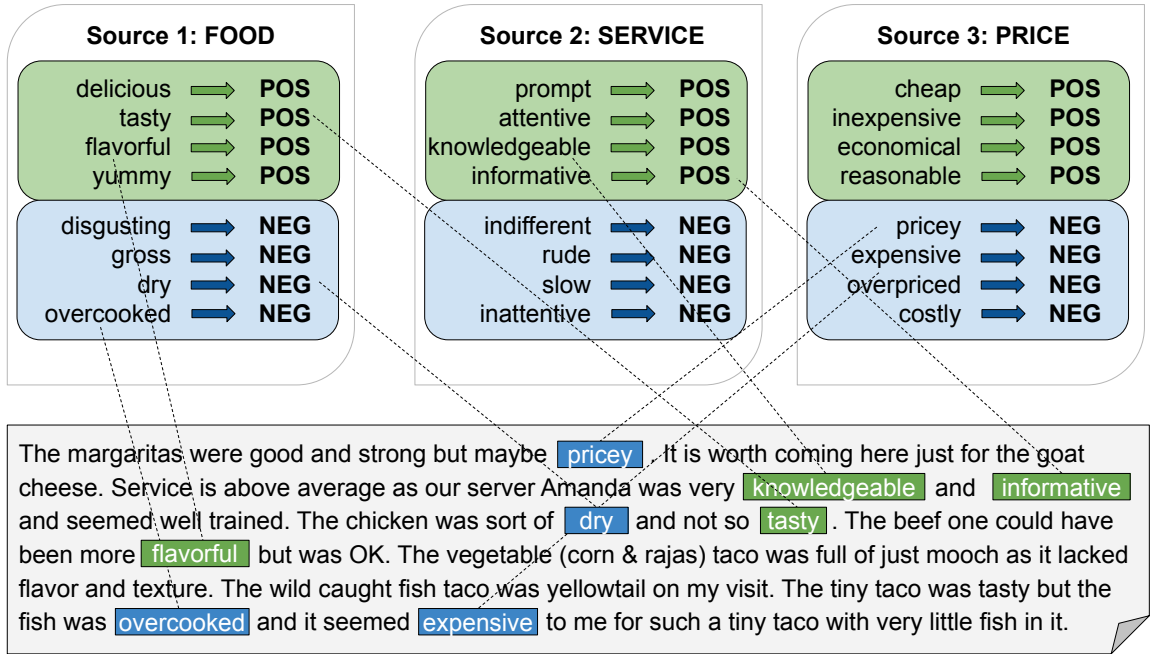 Source 1: FOOD
delicious POS
tasty POS
flavorful POS
yummy POS
disgusting NEG
gross NEG
dry NEG
overcooked NEG
Source 2: SERVICE
prompt POS
attentive POS
knowledgeable POS
informative POS
indifferent NEG
rude NEG
slow NEG
inattentive NEG
Source 3: PRICE
cheap POS
inexpensive POS
economical POS
reasonable POS
pricey NEG
expensive NEG
overpriced NEG
costly NEG
The margaritas were good and strong but maybe pricey . It is worth coming here just for the goat
cheese. Service is above average as our server Amanda was very knowledgeable and informative
and seemed well trained. The chicken was sort of dry and not so tasty . The beef one could have
been more flavorful but was OK. The vegetable (corn & rajas) taco was full of just mooch as it lacked
flavor and texture. The wild caught fish taco was yellowtail on my visit. The tiny taco was tasty but the
fish was overcooked and it seemed expensive to me for such a tiny taco with very little fish in it.